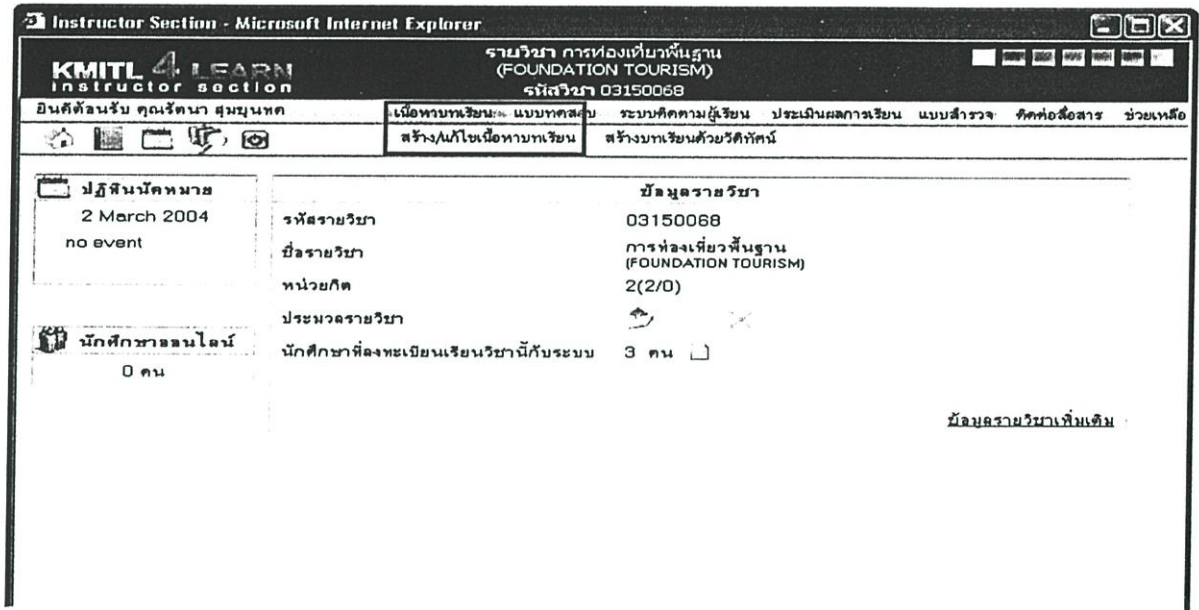 Instructor Section - Microsoft Internet Explorer
KMITL 4 LEARN
instructor section
รายวิชา การท่องเที่ยวพื้นฐาน
(FOUNDATION TOURISM)
รหัสวิชา 03150068
ยินดีต้อนรับ คุณรัตนา สุมบุนทด
เนื้อหาบทเรียน แบบทดสอบ ระบบติดตามผู้เรียน ประเมินผลการเรียน แบบสำรวจ ติดต่อสื่อสาร ช่วยเหลือ
สร้าง/แก้ไขเนื้อหาบทเรียน สร้างบทเรียนด้วยวีดิทัศน์
ปฏิทินนัดหมาย
2 March 2004
no event
นักศึกษาออนไลน์
0 คน
ข้อมูลรายวิชา
รหัสรายวิชา 03150068
ชื่อรายวิชา การท่องเที่ยวพื้นฐาน
(FOUNDATION TOURISM)
หน่วยกิต 2(2/0)
ประมวลรายวิชา
นักศึกษาที่ลงทะเบียนเรียนวิชานี้กับระบบ 3 คน
ข้อมูลรายวิชาเพิ่มเติม